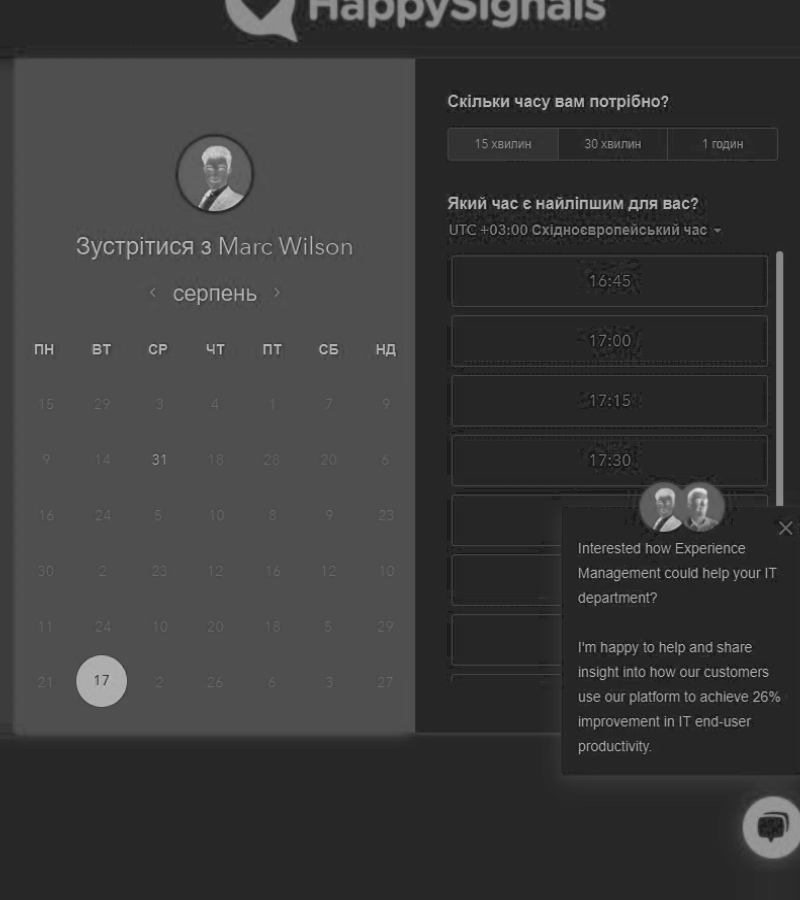 HappySignals
Зустрітися з Marc Wilson
серпень
ПН ВТ СР ЧТ ПТ СБ НД
15 29 3 4 1 7 9
9 14 31 18 28 20 6
16 24 5 10 8 9 23
30 2 23 12 16 12 10
11 24 10 20 18 5 29
21 17 2 26 6 3 27
Скільки часу вам потрібно?
15 хвилин 30 хвилин 1 годин
Який час є найліпшим для вас?
UTC +03:00 Східноєвропейський час
16:45
17:00
17:15
17:30
Interested how Experience
Management could help your IT
department?
I'm happy to help and share
insight into how our customers
use our platform to achieve 26%
improvement in IT end-user
productivity.